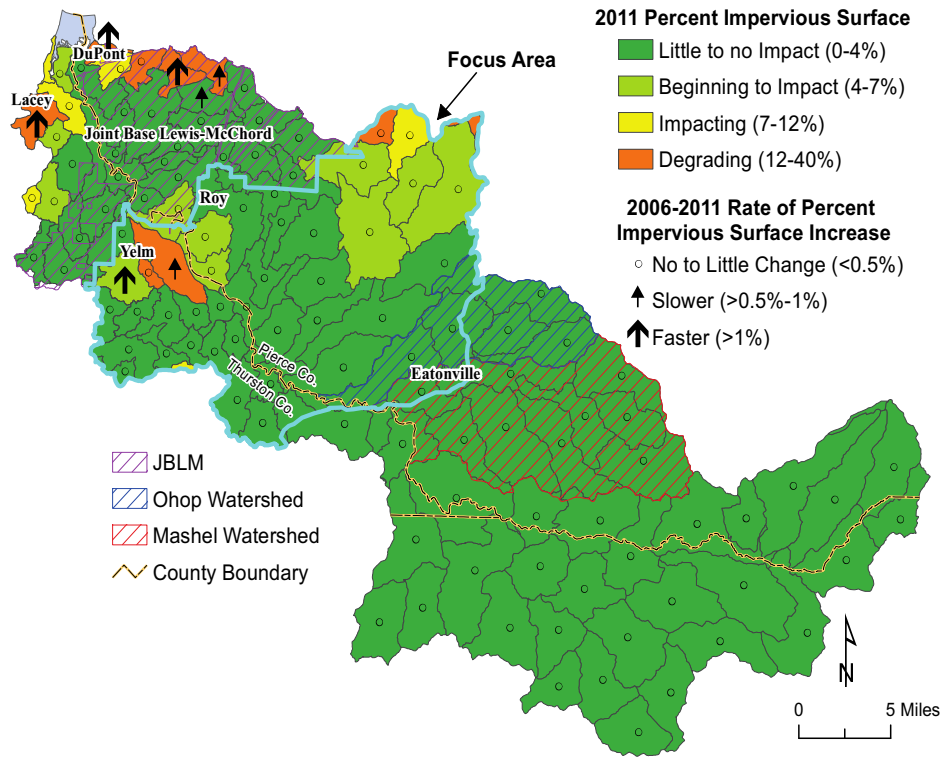 2011 Percent Impervious Surface
Little to no Impact (0-4%)
Beginning to Impact (4-7%)
Impacting (7-12%)
Degrading (12-40%)
2006-2011 Rate of Percent
Impervious Surface Increase
No to Little Change (<0.5%)
Slower (>0.5%-1%)
Faster (>1%)
DuPont
Focus Area
Lacey
Joint Base Lewis-McChord
Roy
Yelm
Pierce Co.
Thurston Co.
Eatonville
JBLM
Ohop Watershed
Mashel Watershed
County Boundary
N
0 5 Miles